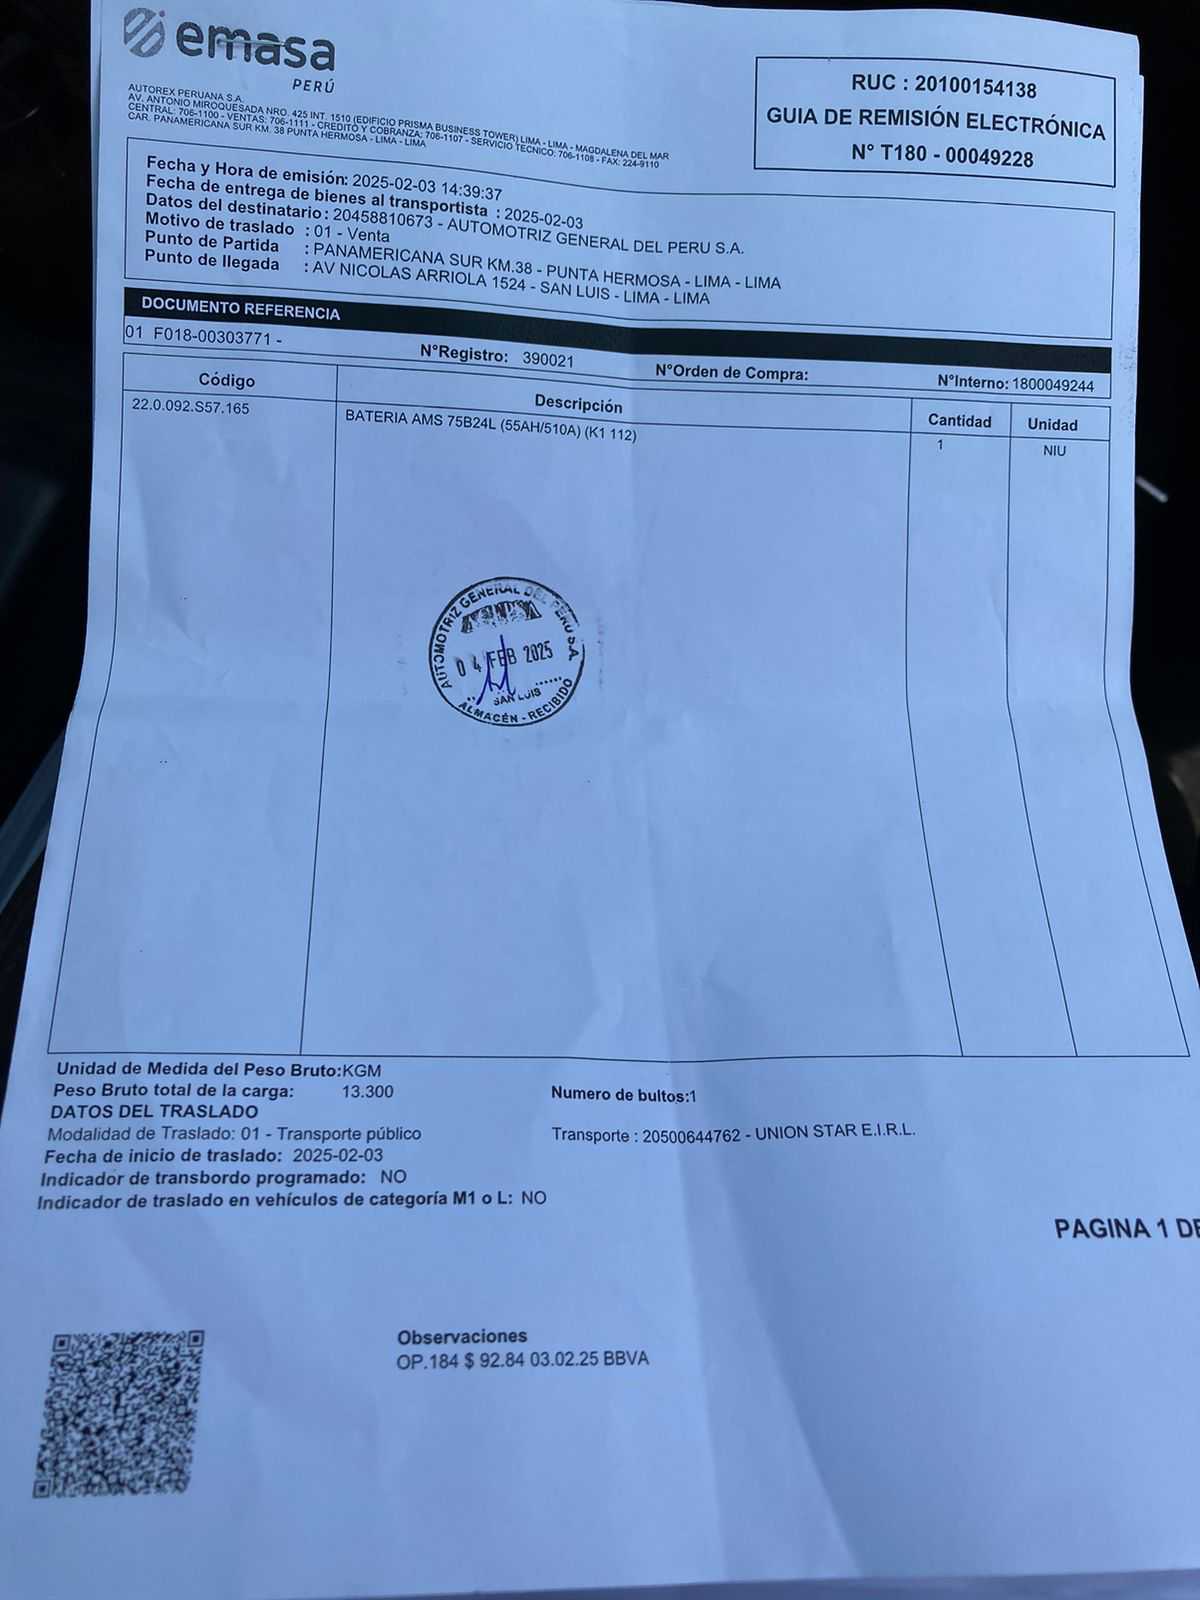 emasa
PERÚ
AUTOREX PERUANA S.A.
AV. ANTONIO MIROQUESADA NRO. 425 INT. 1510 (EDIFICIO PRISMA BUSINESS TOWER) LIMA - LIMA - MAGDALENA DEL MAR
CENTRAL: 706-1100 - VENTAS: 706-1111 - CREDITO Y COBRANZA: 706-1107 - SERVICIO TECNICO: 706-1108 - FAX: 224-9110
CAR. PANAMERICANA SUR KM. 38 PUNTA HERMOSA - LIMA - LIMA
RUC : 20100154138
GUIA DE REMISIÓN ELECTRÓNICA
N° T180 - 00049228
Fecha y Hora de emisión: 2025-02-03 14:39:37
Fecha de entrega de bienes al transportista : 2025-02-03
Datos del destinatario : 20458810673 - AUTOMOTRIZ GENERAL DEL PERU S.A.
Motivo de traslado : 01 - Venta
Punto de Partida : PANAMERICANA SUR KM.38 - PUNTA HERMOSA - LIMA - LIMA
Punto de llegada : AV NICOLAS ARRIOLA 1524 - SAN LUIS - LIMA - LIMA
DOCUMENTO REFERENCIA
01 F018-00303771 -
N°Registro: 390021 N°Orden de Compra: N°Interno: 1800049244
Código Descripción Cantidad Unidad
22.0.092.S57.165 BATERIA AMS 75B24L (55AH/510A) (K1 112) 1 NIU
AUTOMOTRIZ GENERAL DEL PERU S.A.
04 FEB 2025
SAN LUIS
ALMACÉN - RECIBIDO
Unidad de Medida del Peso Bruto:KGM
Peso Bruto total de la carga: 13.300 Numero de bultos:1
DATOS DEL TRASLADO
Modalidad de Traslado: 01 - Transporte público Transporte : 20500644762 - UNION STAR E.I.R.L.
Fecha de inicio de traslado: 2025-02-03
Indicador de transbordo programado: NO
Indicador de traslado en vehículos de categoría M1 o L: NO
PAGINA 1 DE
Observaciones
OP.184 $ 92.84 03.02.25 BBVA